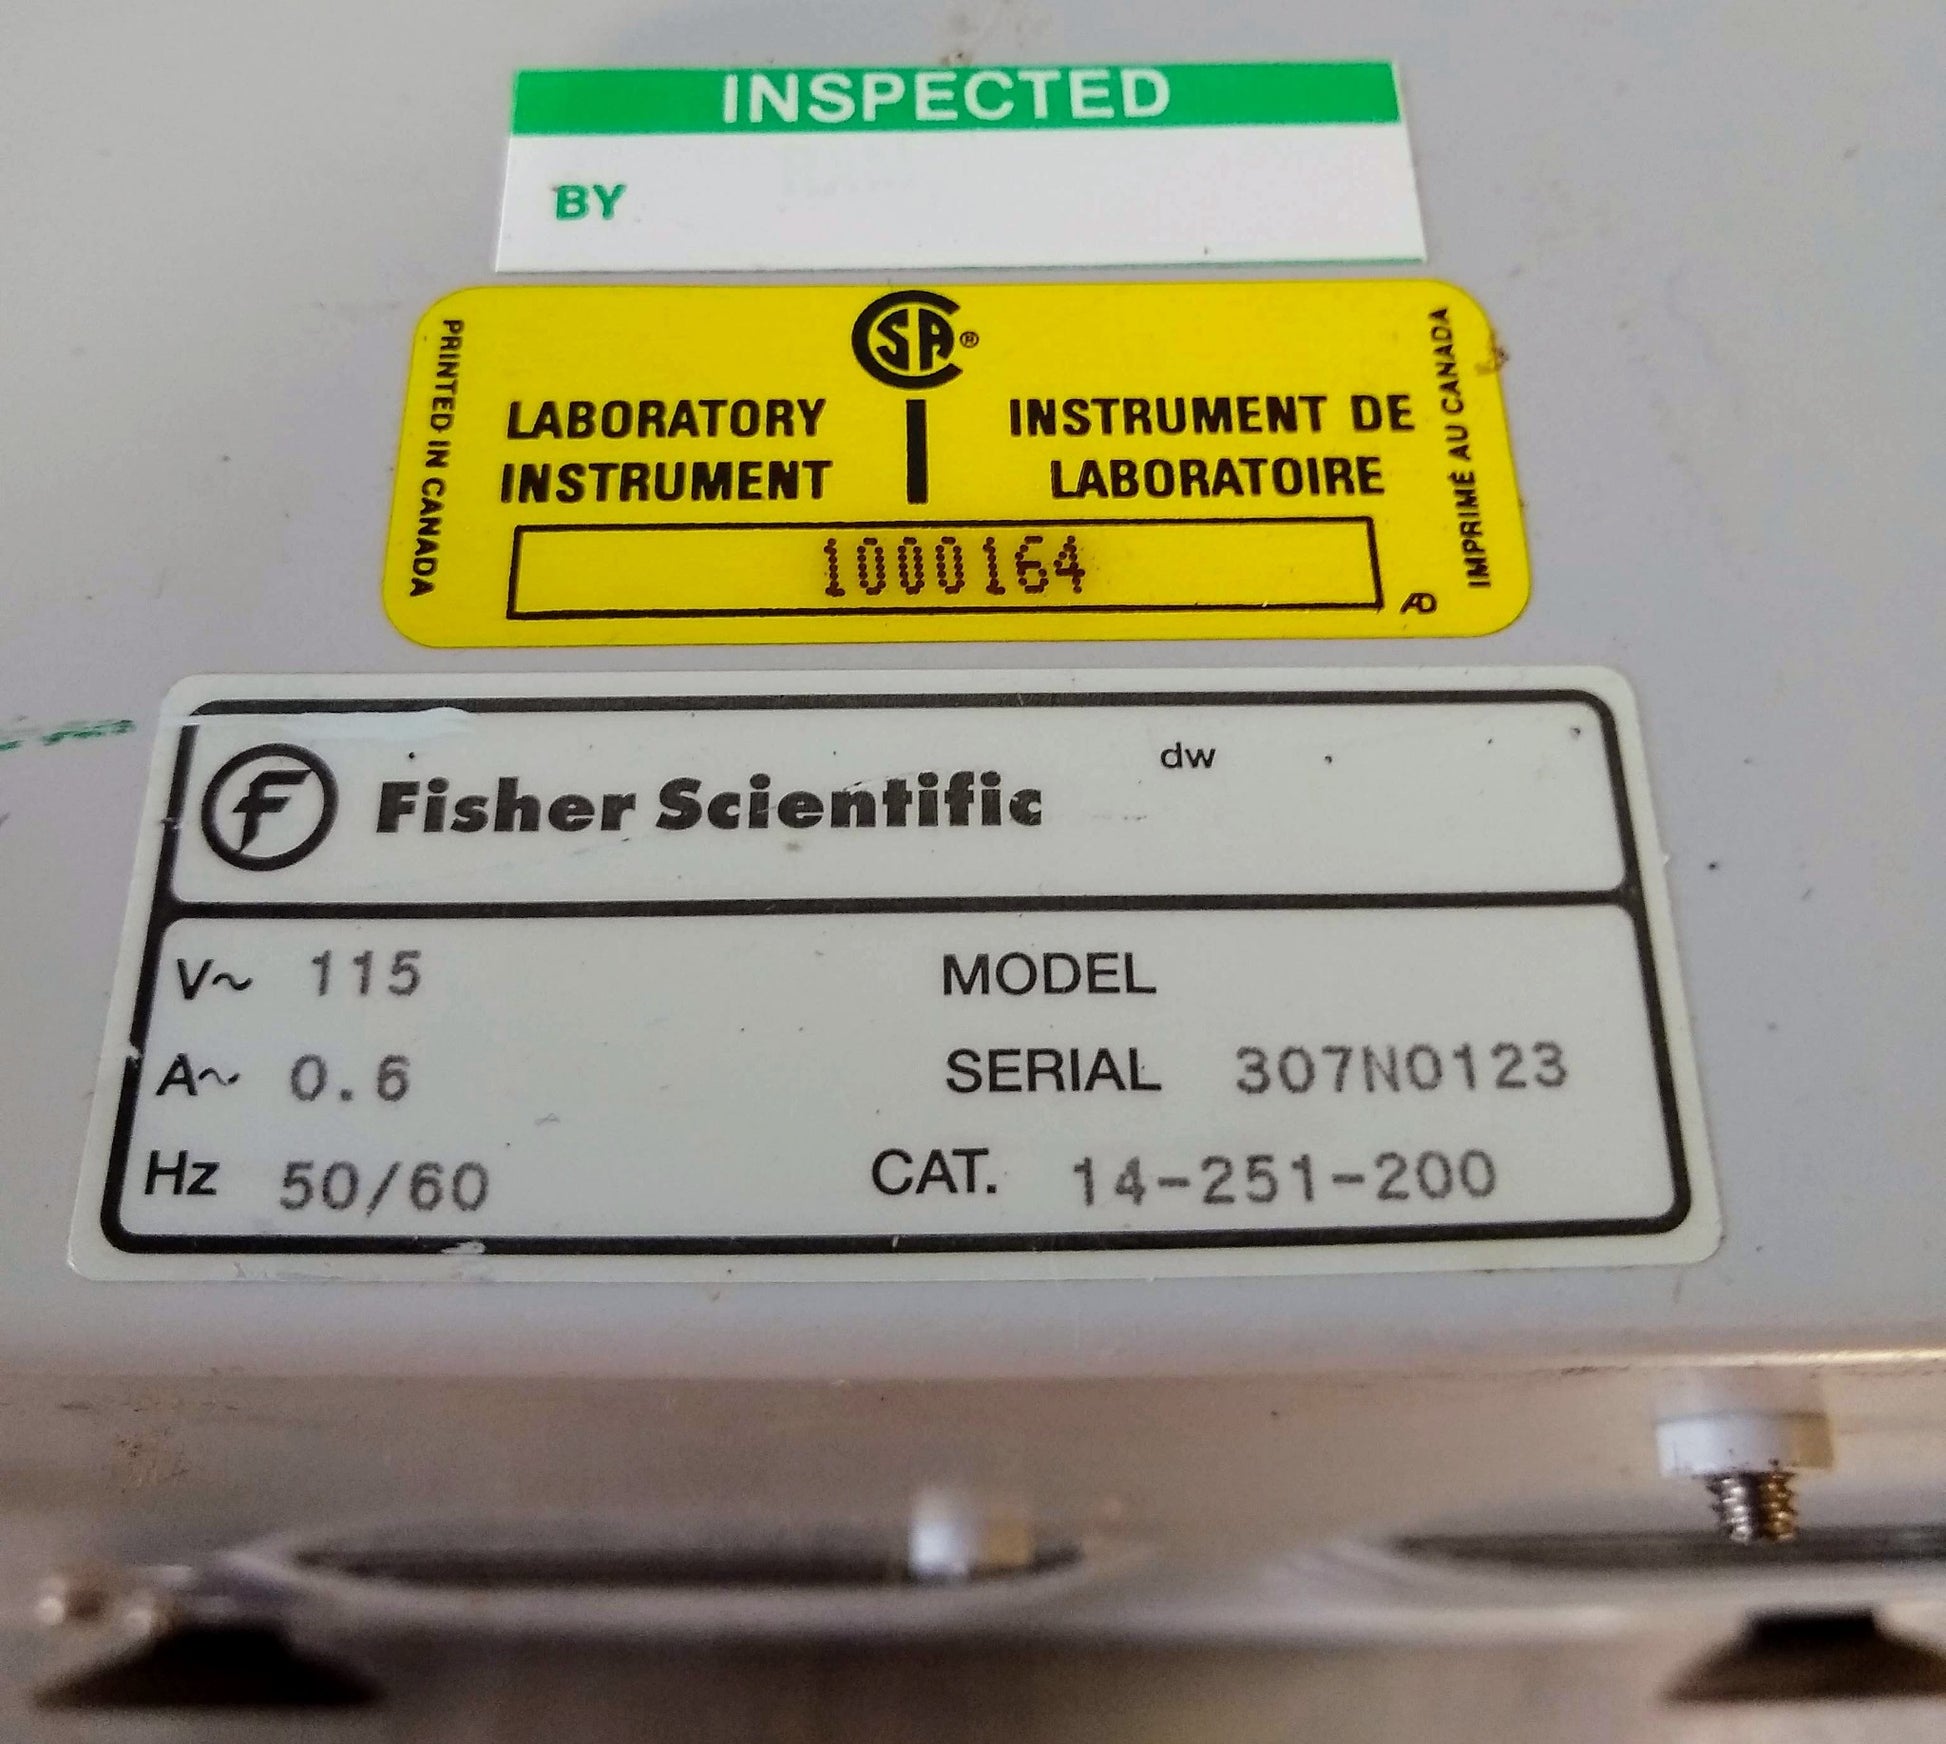 INSPECTED
BY
PRINTED IN CANADA
CSA®
LABORATORY
INSTRUMENT
INSTRUMENT DE
LABORATOIRE
IMPRIMÉ AU CANADA
1000164
F Fisher Scientific
dw
V~ 115
A~ 0.6
Hz 50/60
MODEL
SERIAL 307N0123
CAT. 14-251-200